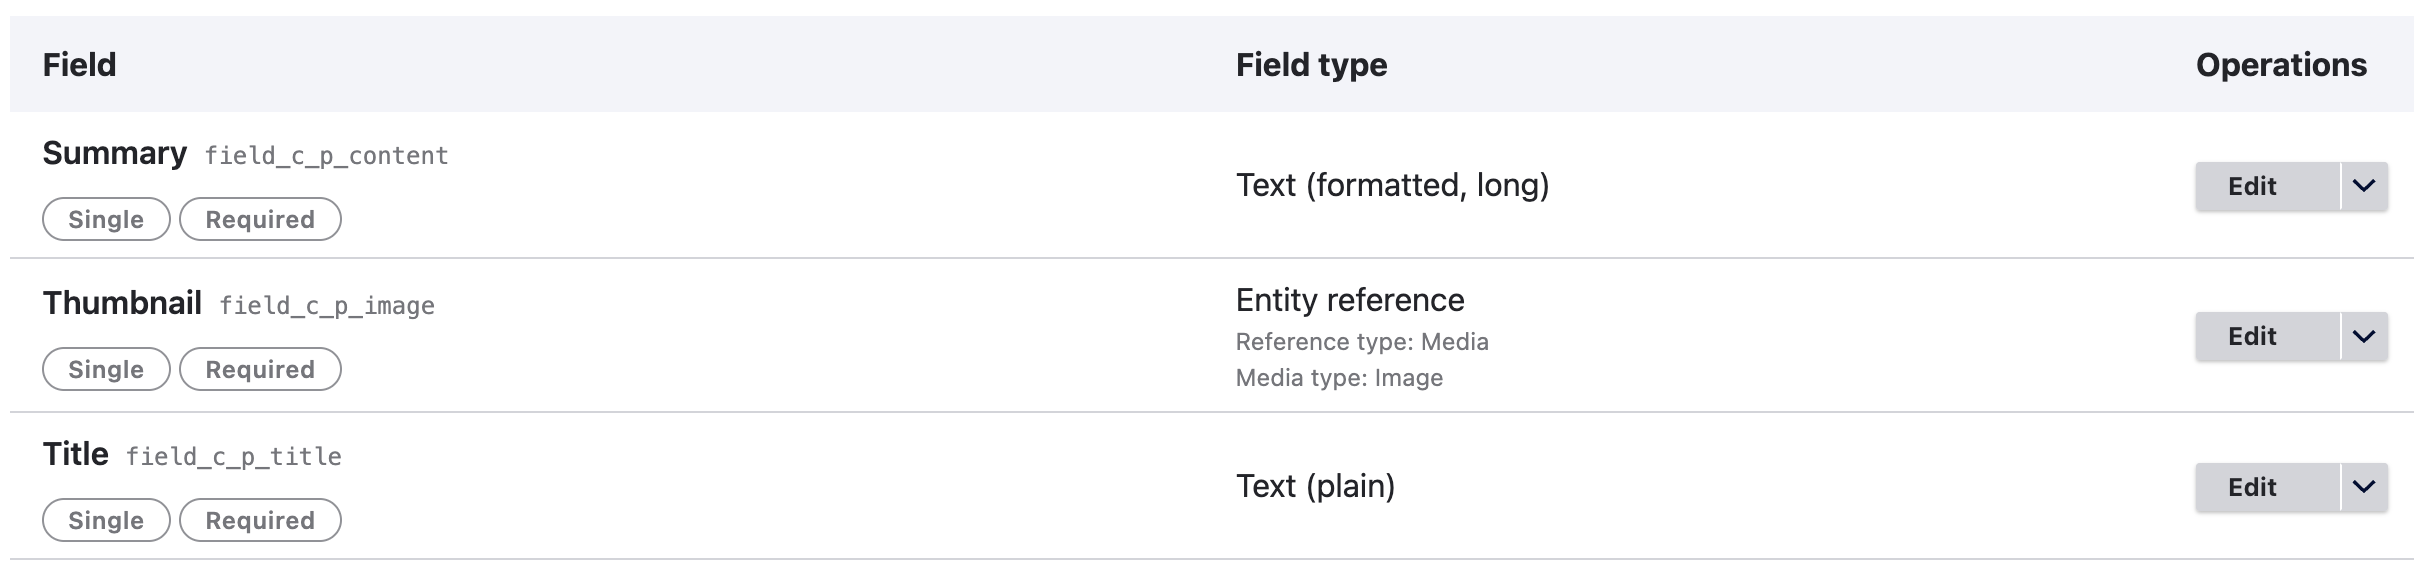 Field Field type Operations
Summary field_c_p_content
Single Required
Text (formatted, long)
Edit
Thumbnail field_c_p_image
Single Required
Entity reference
Reference type: Media
Media type: Image
Edit
Title field_c_p_title
Single Required
Text (plain)
Edit